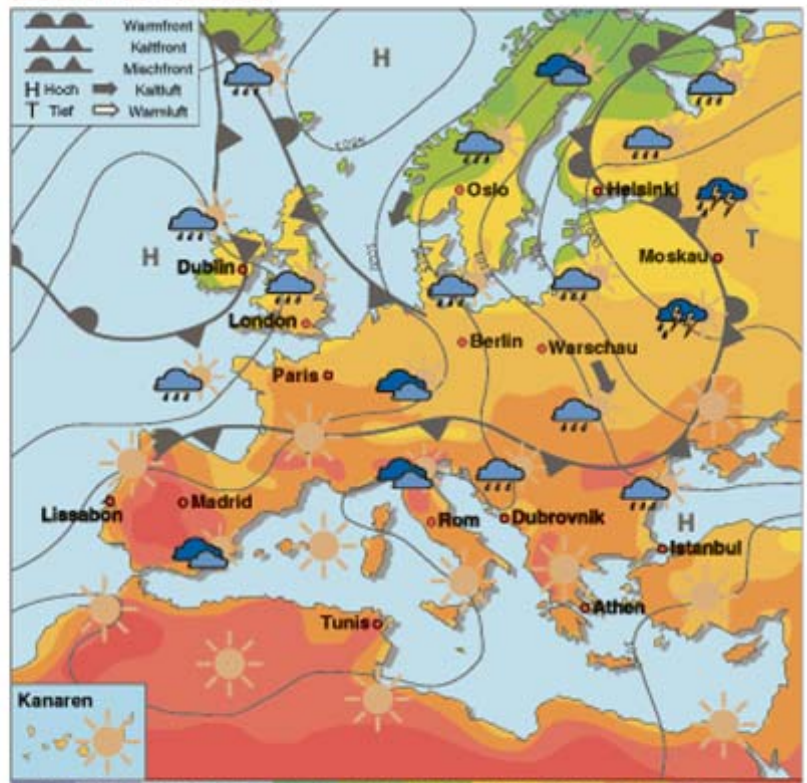 Warmfront
Kaltfront
Mischfront
H Hoch Kaltluft
T Tief Warmluft
H
Oslo
Helsinki
H
T
Dublin
Moskau
London
Berlin
Warschau
Paris
Lissabon
Madrid
Rom
Dubrovnik
H
Istanbul
Athen
Tunis
Kanaren